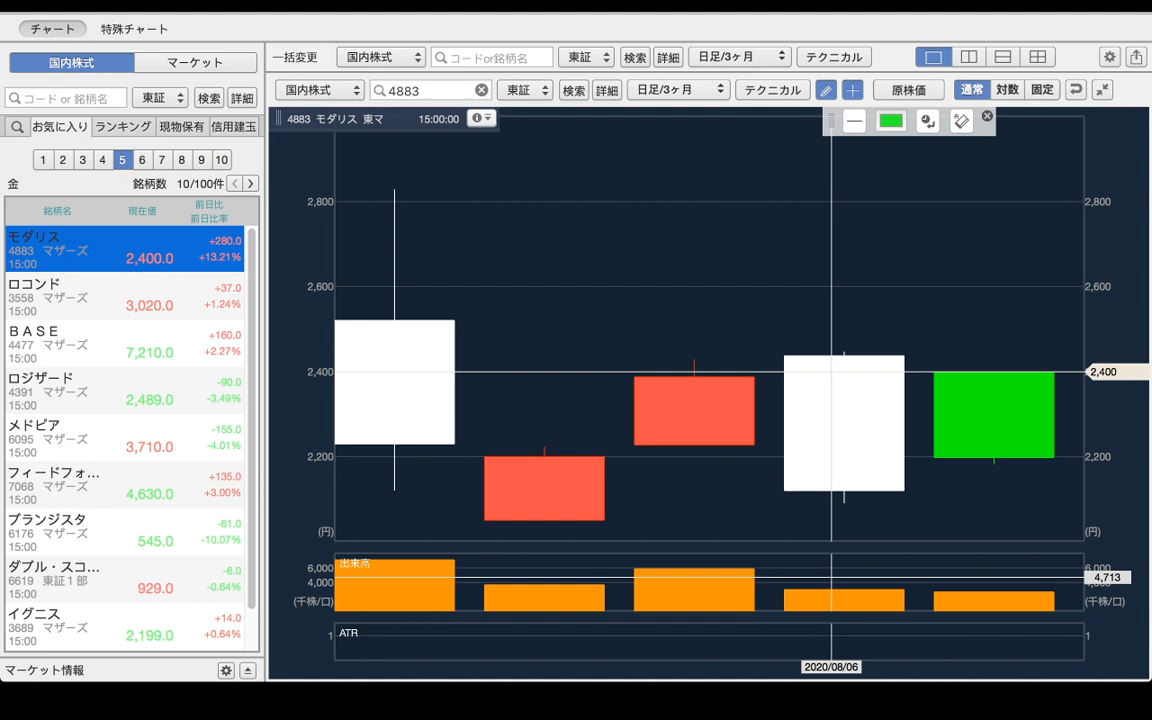 チャート 特殊チャート
国内株式 マーケット
コード or 銘柄名 東証 検索 詳細
お気に入り ランキング 現物保有 信用建玉
1 2 3 4 5 6 7 8 9 10
金 銘柄数 10/100件
銘柄名 現在値 前日比
前日比率
モダリス +280.0
4883 マザーズ 2,400.0 +13.21%
15:00
ロコンド +37.0
3558 マザーズ 3,020.0 +1.24%
15:00
ＢＡＳＥ +160.0
4477 マザーズ 7,210.0 +2.27%
15:00
ロジザード -90.0
4391 マザーズ 2,489.0 -3.49%
15:00
メドピア -155.0
6095 マザーズ 3,710.0 -4.01%
15:00
フィードフォ... +135.0
7068 マザーズ 4,630.0 +3.00%
15:00
ブランジスタ -61.0
6176 マザーズ 545.0 -10.07%
15:00
ダブル・スコ... -6.0
6619 東証１部 929.0 -0.64%
15:00
イグニス +14.0
3689 マザーズ 2,199.0 +0.64%
15:00
マーケット情報
一括変更 国内株式 コードor銘柄名 東証 検索 詳細 日足/3ヶ月 テクニカル
国内株式 4883 東証 検索 詳細 日足/3ヶ月 テクニカル 原株価 通常 対数 固定
4883 モダリス 東マ 15:00:00
2,800 2,800
2,600 2,600
2,400 2,400
2,200 2,200
(円) (円)
出来高
6,000 6,000
4,000 4,713
(千株/口) (千株/口)
ATR
1 1
2020/08/06